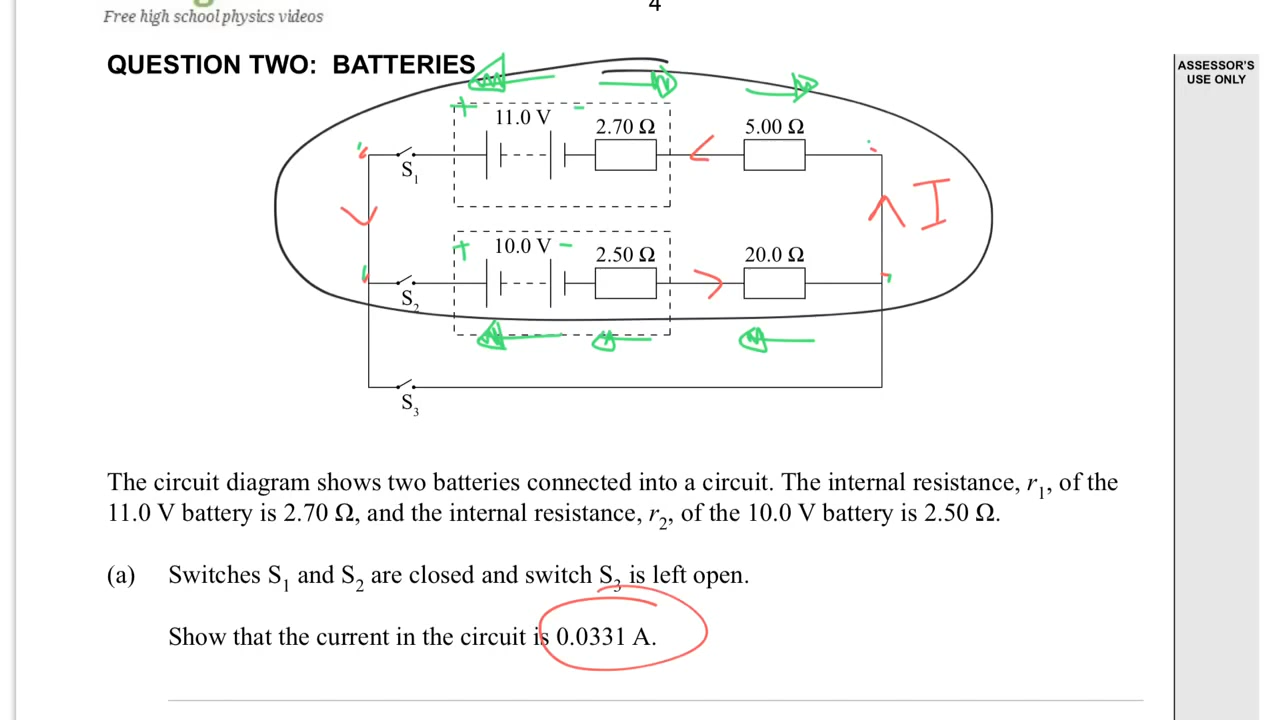 Free high school physics videos
4
QUESTION TWO: BATTERIES
ASSESSOR'S
USE ONLY
+ 11.0 V -
2.70 Ω
5.00 Ω
S₁
I
+ 10.0 V -
2.50 Ω
20.0 Ω
S₂
S₃
The circuit diagram shows two batteries connected into a circuit. The internal resistance, r₁, of the
11.0 V battery is 2.70 Ω, and the internal resistance, r₂, of the 10.0 V battery is 2.50 Ω.
(a) Switches S₁ and S₂ are closed and switch S₃ is left open.
Show that the current in the circuit is 0.0331 A.